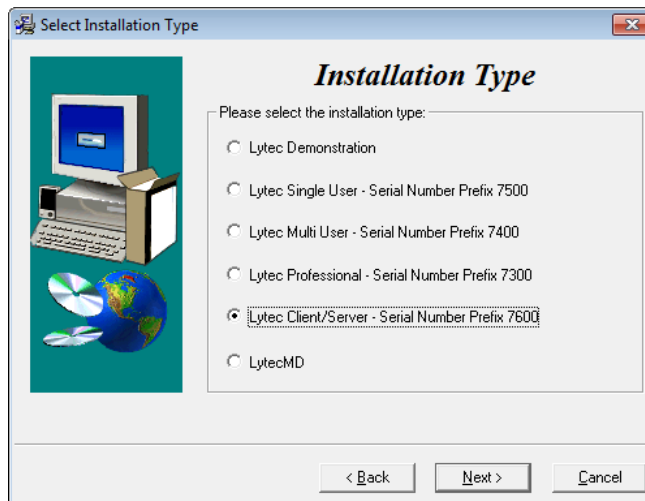 Select Installation Type
Installation Type
Please select the installation type:
Lytec Demonstration
Lytec Single User - Serial Number Prefix 7500
Lytec Multi User - Serial Number Prefix 7400
Lytec Professional - Serial Number Prefix 7300
Lytec Client/Server - Serial Number Prefix 7600
LytecMD
< Back
Next >
Cancel